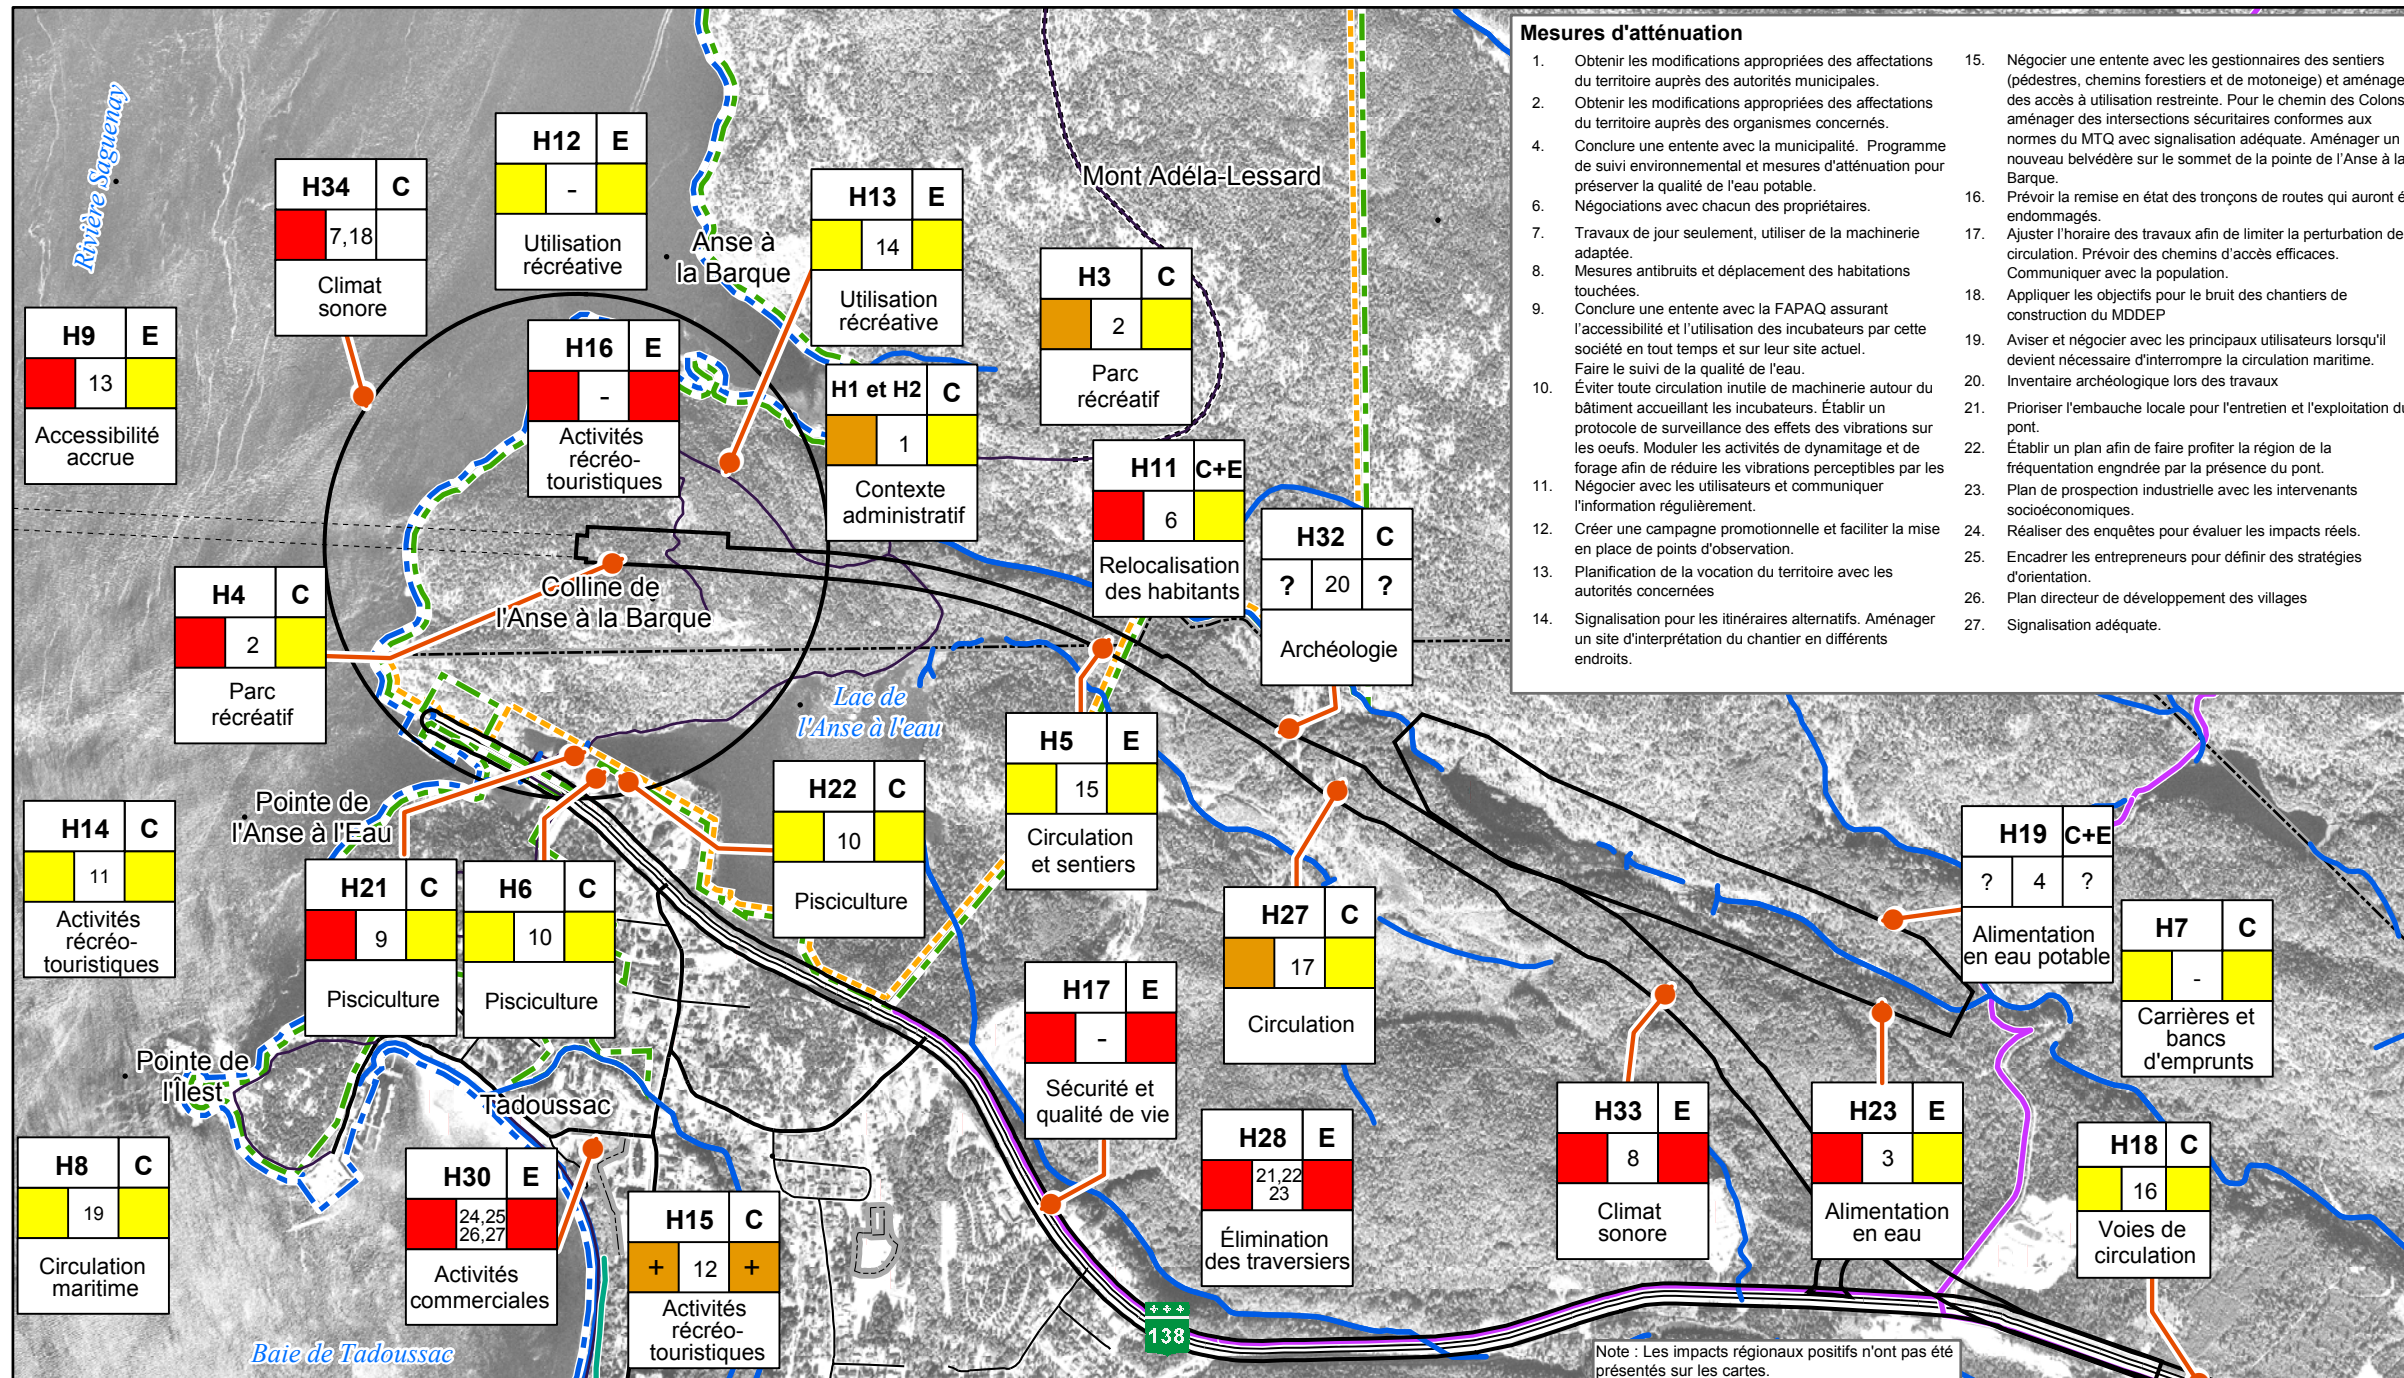 Mesures d'atténuation
1. Obtenir les modifications appropriées des affectations
du territoire auprès des autorités municipales.
2. Obtenir les modifications appropriées des affectations
du territoire auprès des organismes concernés.
4. Conclure une entente avec la municipalité. Programme
de suivi environnemental et mesures d'atténuation pour
préserver la qualité de l'eau potable.
6. Négociations avec chacun des propriétaires.
7. Travaux de jour seulement, utiliser de la machinerie
adaptée.
8. Mesures antibruits et déplacement des habitations
touchées.
9. Conclure une entente avec la FAPAQ assurant
l'accessibilité et l'utilisation des incubateurs par cette
société en tout temps et sur leur site actuel.
Faire le suivi de la qualité de l'eau.
10. Éviter toute circulation inutile de machinerie autour du
bâtiment accueillant les incubateurs. Établir un
protocole de surveillance des effets des vibrations sur
les oeufs. Moduler les activités de dynamitage et de
forage afin de réduire les vibrations perceptibles par les
11. Négocier avec les utilisateurs et communiquer
l'information régulièrement.
12. Créer une campagne promotionnelle et faciliter la mise
en place de points d'observation.
13. Planification de la vocation du territoire avec les
autorités concernées
14. Signalisation pour les itinéraires alternatifs. Aménager
un site d'interprétation du chantier en différents
endroits.
15. Négocier une entente avec les gestionnaires des sentiers
(pédestres, chemins forestiers et de motoneige) et aménage
des accès à utilisation restreinte. Pour le chemin des Colons
aménager des intersections sécuritaires conformes aux
normes du MTQ avec signalisation adéquate. Aménager un
nouveau belvédère sur le sommet de la pointe de l'Anse à la
Barque.
16. Prévoir la remise en état des tronçons de routes qui auront é
endommagés.
17. Ajuster l'horaire des travaux afin de limiter la perturbation de
circulation. Prévoir des chemins d'accès efficaces.
Communiquer avec la population.
18. Appliquer les objectifs pour le bruit des chantiers de
construction du MDDEP
19. Aviser et négocier avec les principaux utilisateurs lorsqu'il
devient nécessaire d'interrompre la circulation maritime.
20. Inventaire archéologique lors des travaux
21. Prioriser l'embauche locale pour l'entretien et l'exploitation du
pont.
22. Établir un plan afin de faire profiter la région de la
fréquentation engndrée par la présence du pont.
23. Plan de prospection industrielle avec les intervenants
socioéconomiques.
24. Réaliser des enquêtes pour évaluer les impacts réels.
25. Encadrer les entrepreneurs pour définir des stratégies
d'orientation.
26. Plan directeur de développement des villages
27. Signalisation adéquate.
Rivière Saguenay
H34 C
7,18
Climat
sonore
H12 E
-
Utilisation
récréative
Anse à
la Barque
H13 E
14
Utilisation
récréative
Mont Adéla-Lessard
H3 C
2
Parc
récréatif
H9 E
13
Accessibilité
accrue
H16 E
-
Activités
récréo-
touristiques
H1 et H2 C
1
Contexte
administratif
H11 C+E
6
Relocalisation
des habitants
H32 C
? 20 ?
Archéologie
H4 C
2
Parc
récréatif
Colline de
l'Anse à la Barque
Lac de
l'Anse à l'eau
H5 E
15
Circulation
et sentiers
Pointe de
l'Anse à l'Eau
H22 C
10
Pisciculture
H14 C
11
Activités
récréo-
touristiques
H21 C
9
Pisciculture
H6 C
10
Pisciculture
H27 C
17
Circulation
H19 C+E
? 4 ?
Alimentation
en eau potable
H7 C
-
Carrières et
bancs
d'emprunts
H17 E
-
Sécurité et
qualité de vie
Pointe de
l'Îlest
Tadoussac
H8 C
19
Circulation
maritime
H30 E
24,25
26,27
Activités
commerciales
H15 C
+ 12 +
Activités
récréo-
touristiques
H28 E
21,22
23
Élimination
des traversiers
H33 E
8
Climat
sonore
H23 E
3
Alimentation
en eau
H18 C
16
Voies de
circulation
138
Baie de Tadoussac
Note : Les impacts régionaux positifs n'ont pas été
présentés sur les cartes.